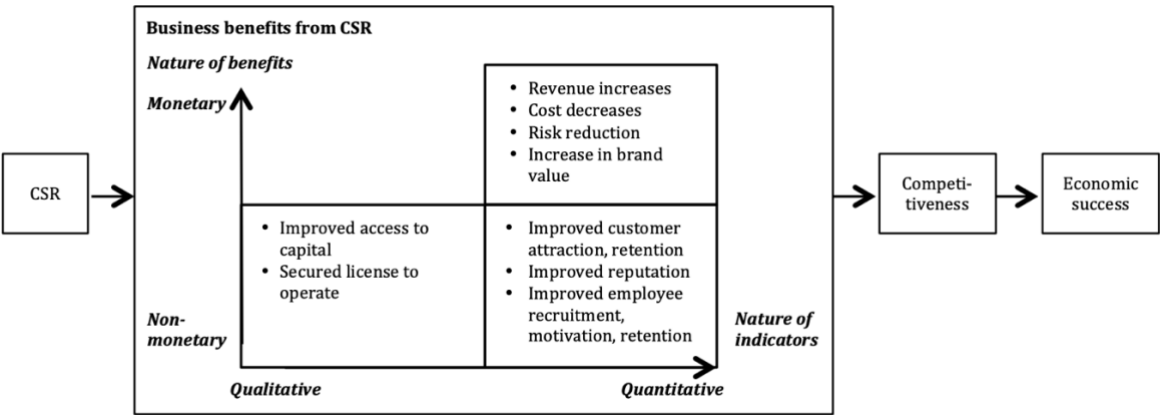 Business benefits from CSR
Nature of benefits
Monetary
• Revenue increases
• Cost decreases
• Risk reduction
• Increase in brand
value
CSR
• Improved access to
capital
• Secured license to
operate
• Improved customer
attraction, retention
• Improved reputation
• Improved employee
recruitment,
motivation, retention
Non-
monetary
Qualitative
Quantitative
Nature of
indicators
Competi-
tiveness
Economic
success